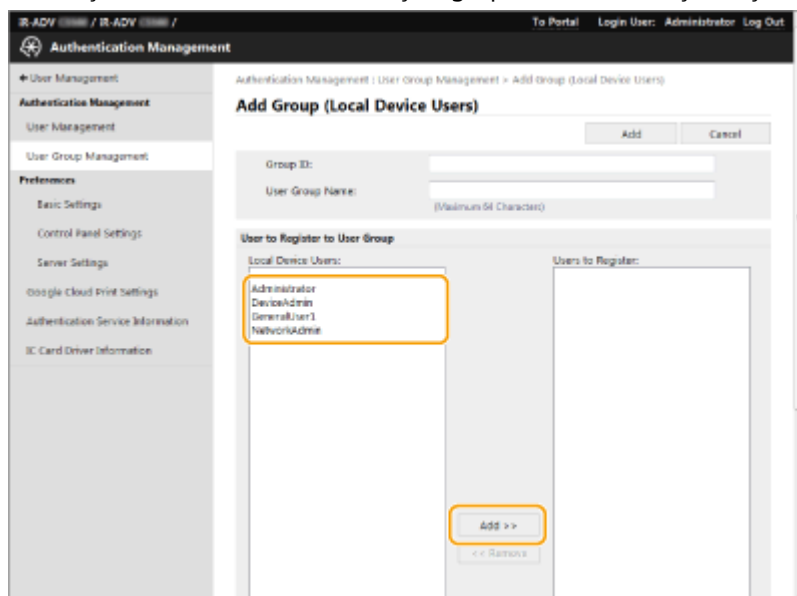 iR-ADV / iR-ADV /
To Portal Login User: Administrator Log Out
Authentication Management
User Management
Authentication Management : User Group Management > Add Group (Local Device Users)
Authentication Management
Add Group (Local Device Users)
User Management
Add Cancel
User Group Management
Group ID:
Preferences
User Group Name:
Basic Settings
(Maximum 64 Characters)
Control Panel Settings
User to Register to User Group
Server Settings
Local Device Users: Users to Register:
Google Cloud Print Settings
Administrator
DeviceAdmin
GeneralUser1
NetworkAdmin
Authentication Service Information
IC Card Driver Information
Add >>
<< Remove